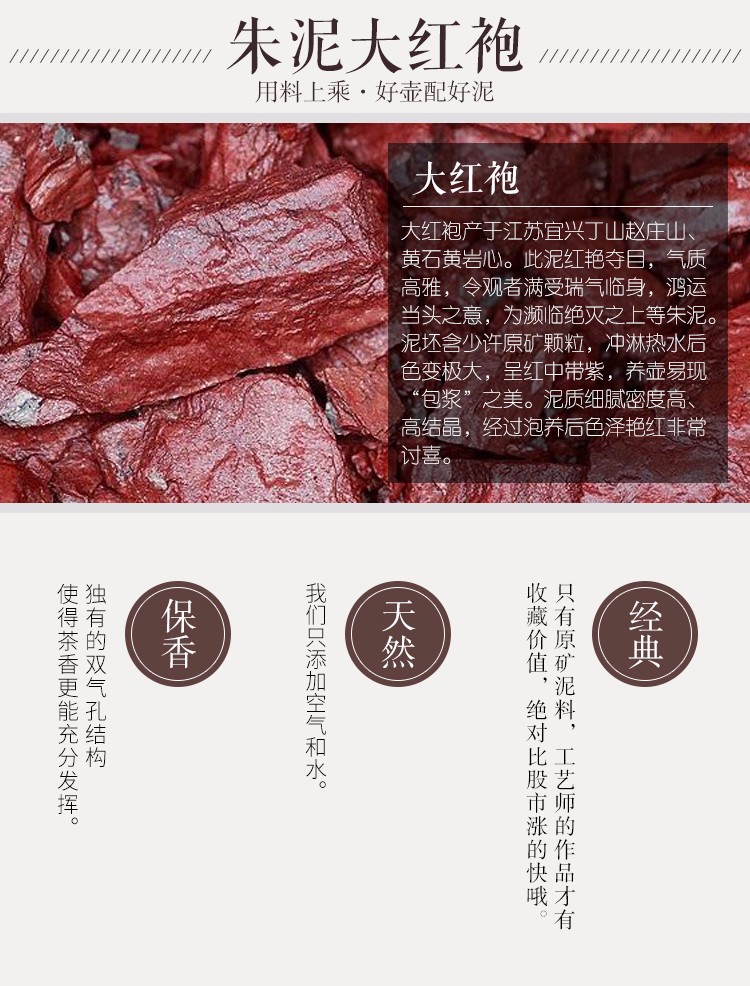 朱泥大红袍
用料上乘·好壶配好泥
大红袍
大红袍产于江苏宜兴丁山赵庄山、
黄石黄岩心。此泥红艳夺目，气质
高雅，令观者满受瑞气临身，鸿运
当头之意，为濒临绝灭之上等朱泥。
泥坯含少许原矿颗粒，冲淋热水后
色变极大，呈红中带紫，养壶易现
“包浆”之美。泥质细腻密度高、
高结晶，经过泡养后色泽艳红非常
讨喜。
经典
只有原矿泥料，工艺师的作品才有
收藏价值，绝对比股市涨的快哦。
天然
我们只添加空气和水。
保香
独有的双气孔结构
使得茶香更能充分发挥。